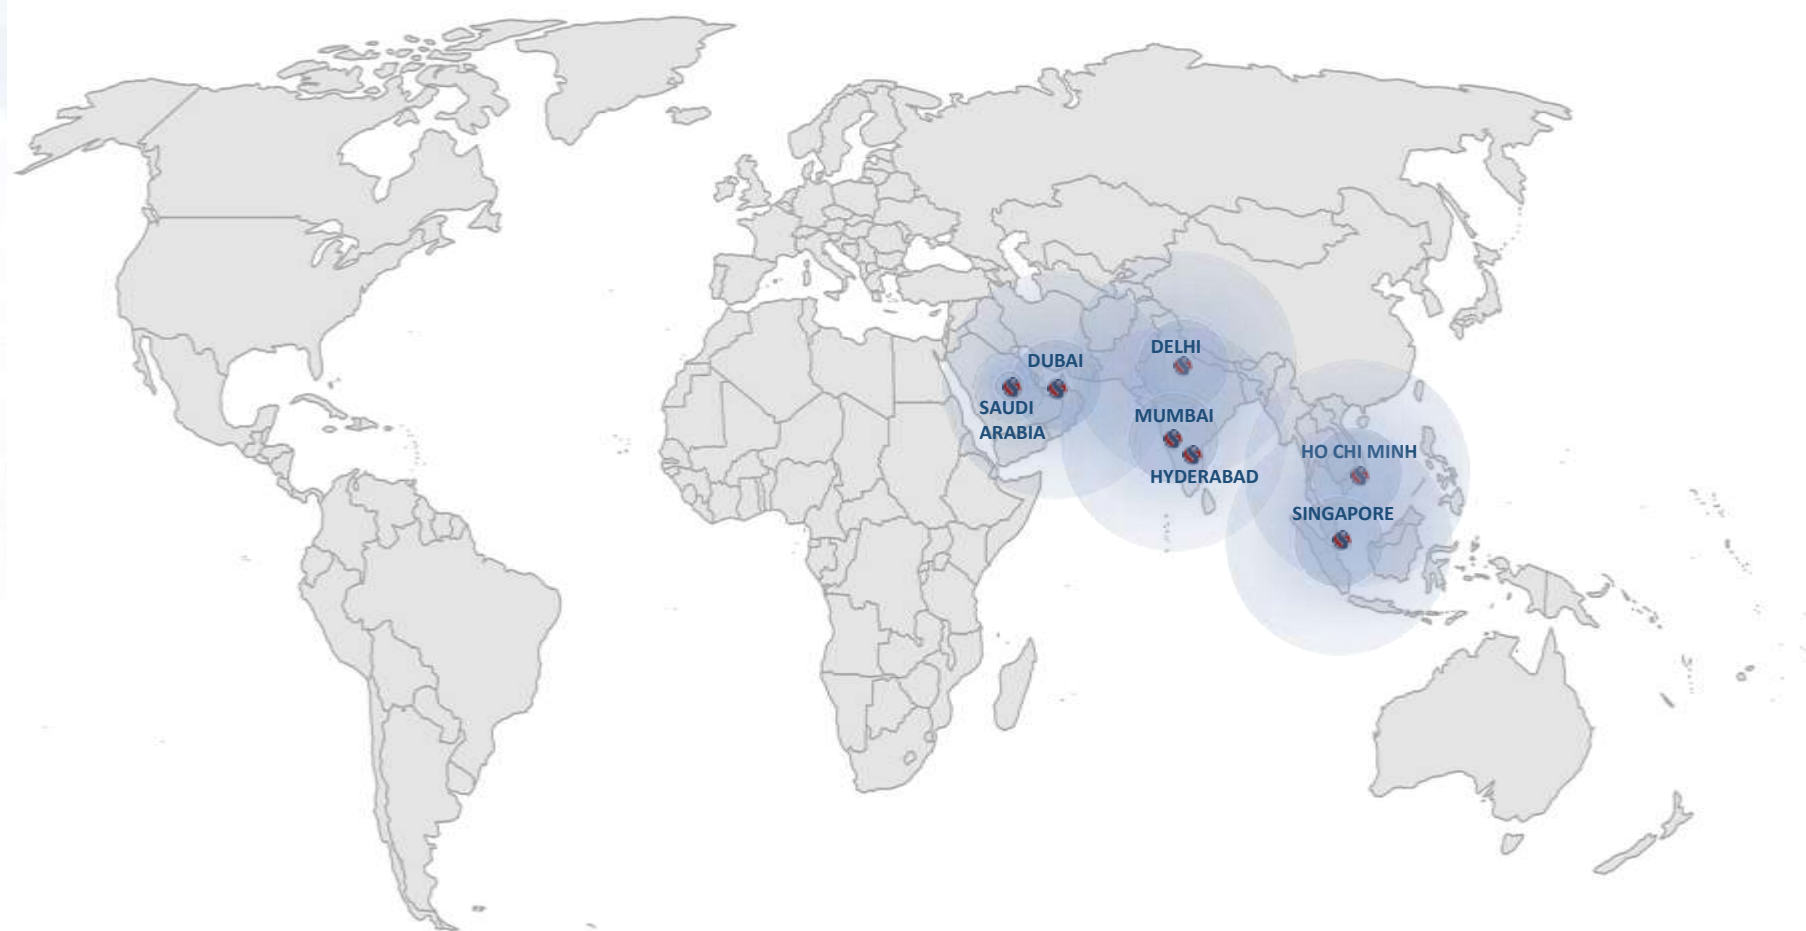 DELHI
DUBAI
SAUDI
ARABIA
MUMBAI
HYDERABAD
HO CHI MINH
SINGAPORE